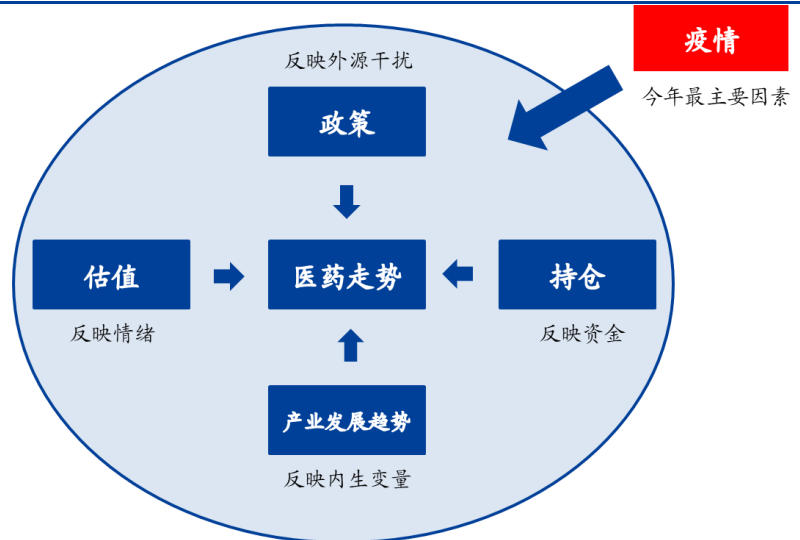 疫情
今年最主要因素
反映外源干扰
政策
估值
反映情绪
医药走势
持仓
反映资金
产业发展趋势
反映内生变量